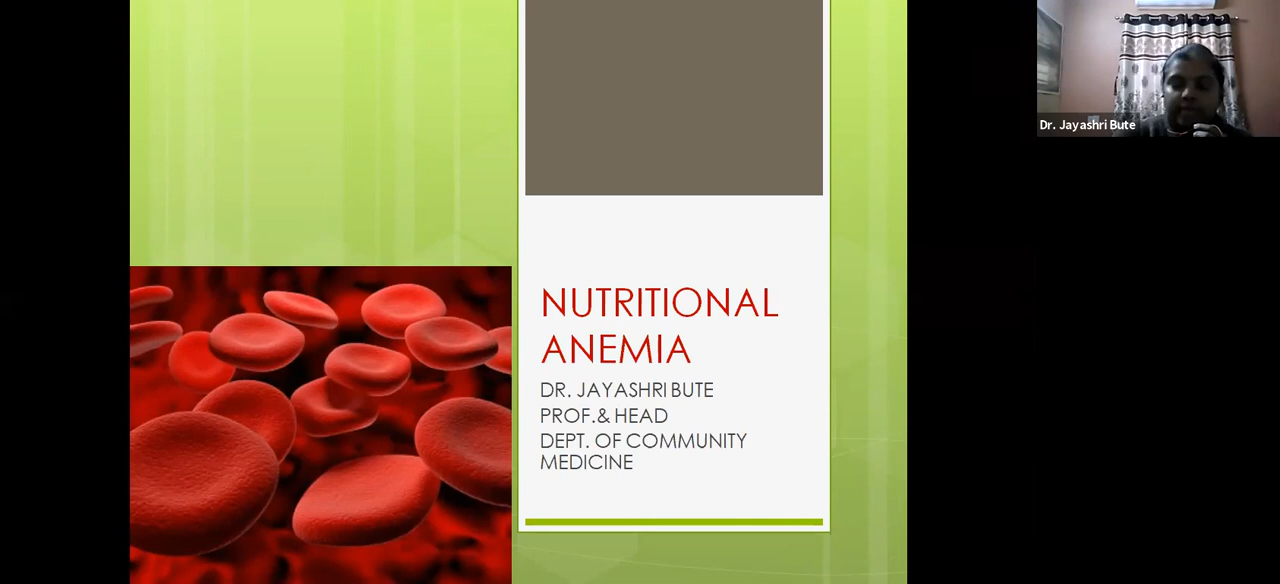 NUTRITIONAL
ANEMIA
DR. JAYASHRI BUTE
PROF.& HEAD
DEPT. OF COMMUNITY
MEDICINE
Dr. Jayashri Bute